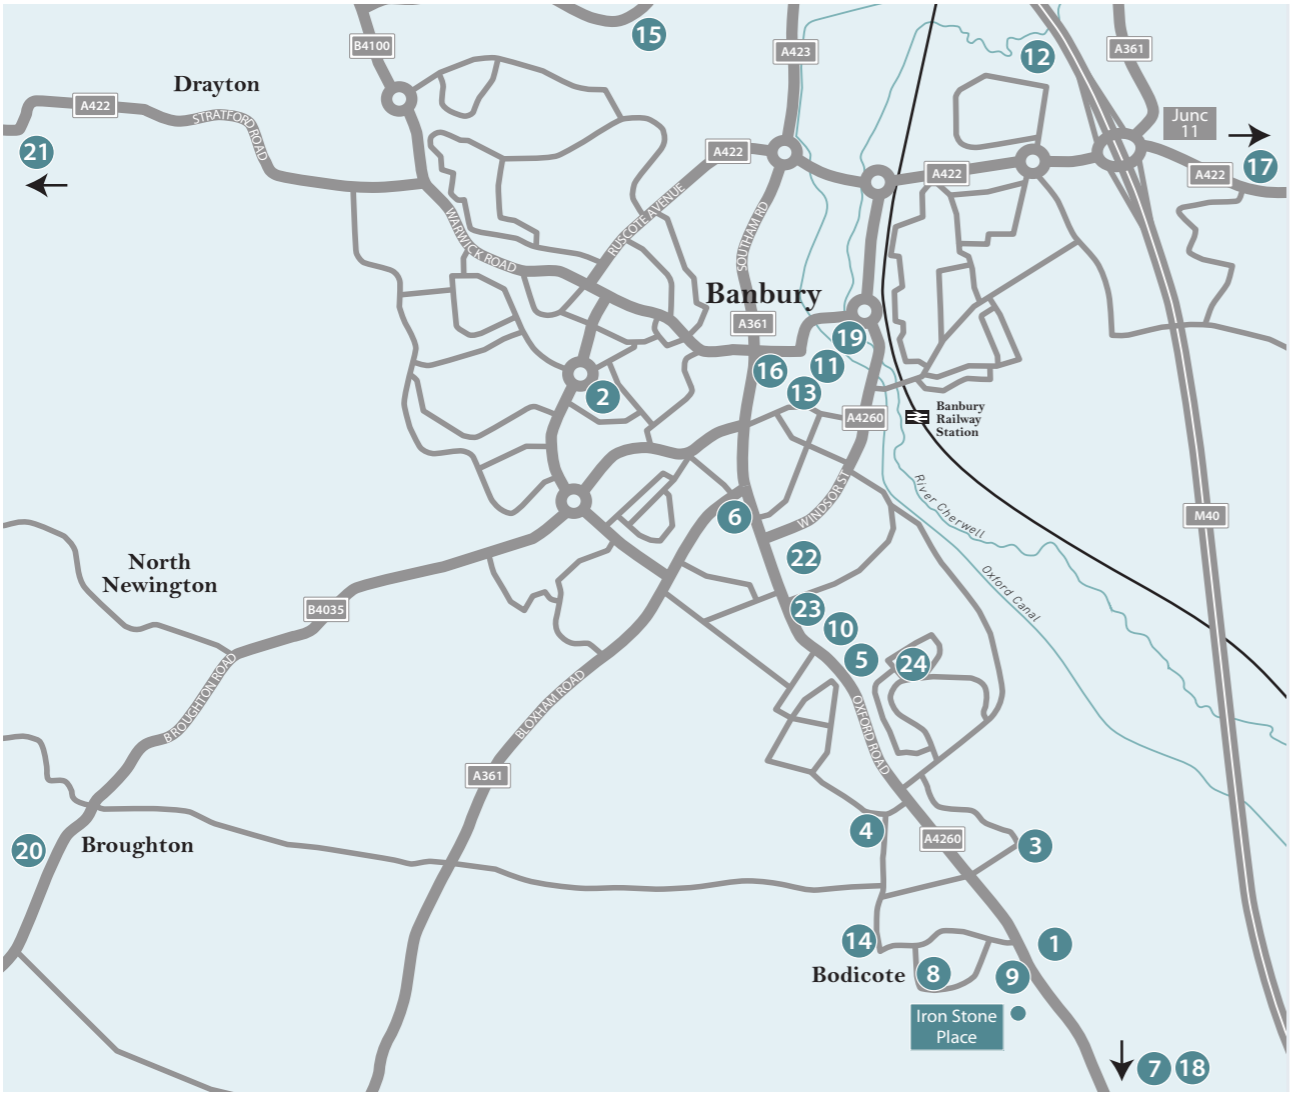 15
B4100
A423
A361
12
Drayton
A422
STRATFORD ROAD
Junc
11
21
A422
A422
A422
17
WARWICK ROAD
RUSCOTE AVENUE
SOUTHAM RD
Banbury
A361
19
16
11
13
2
A4260
Banbury
Railway
Station
WINDSOR ST
River Cherwell
6
M40
22
North
Newington
Oxford Canal
B4035
23
10
5
24
BROUGHTON ROAD
BLOXHAM ROAD
OXFORD ROAD
A361
4
A4260
3
20
Broughton
14
1
Bodicote
8
9
Iron Stone
Place
7
18